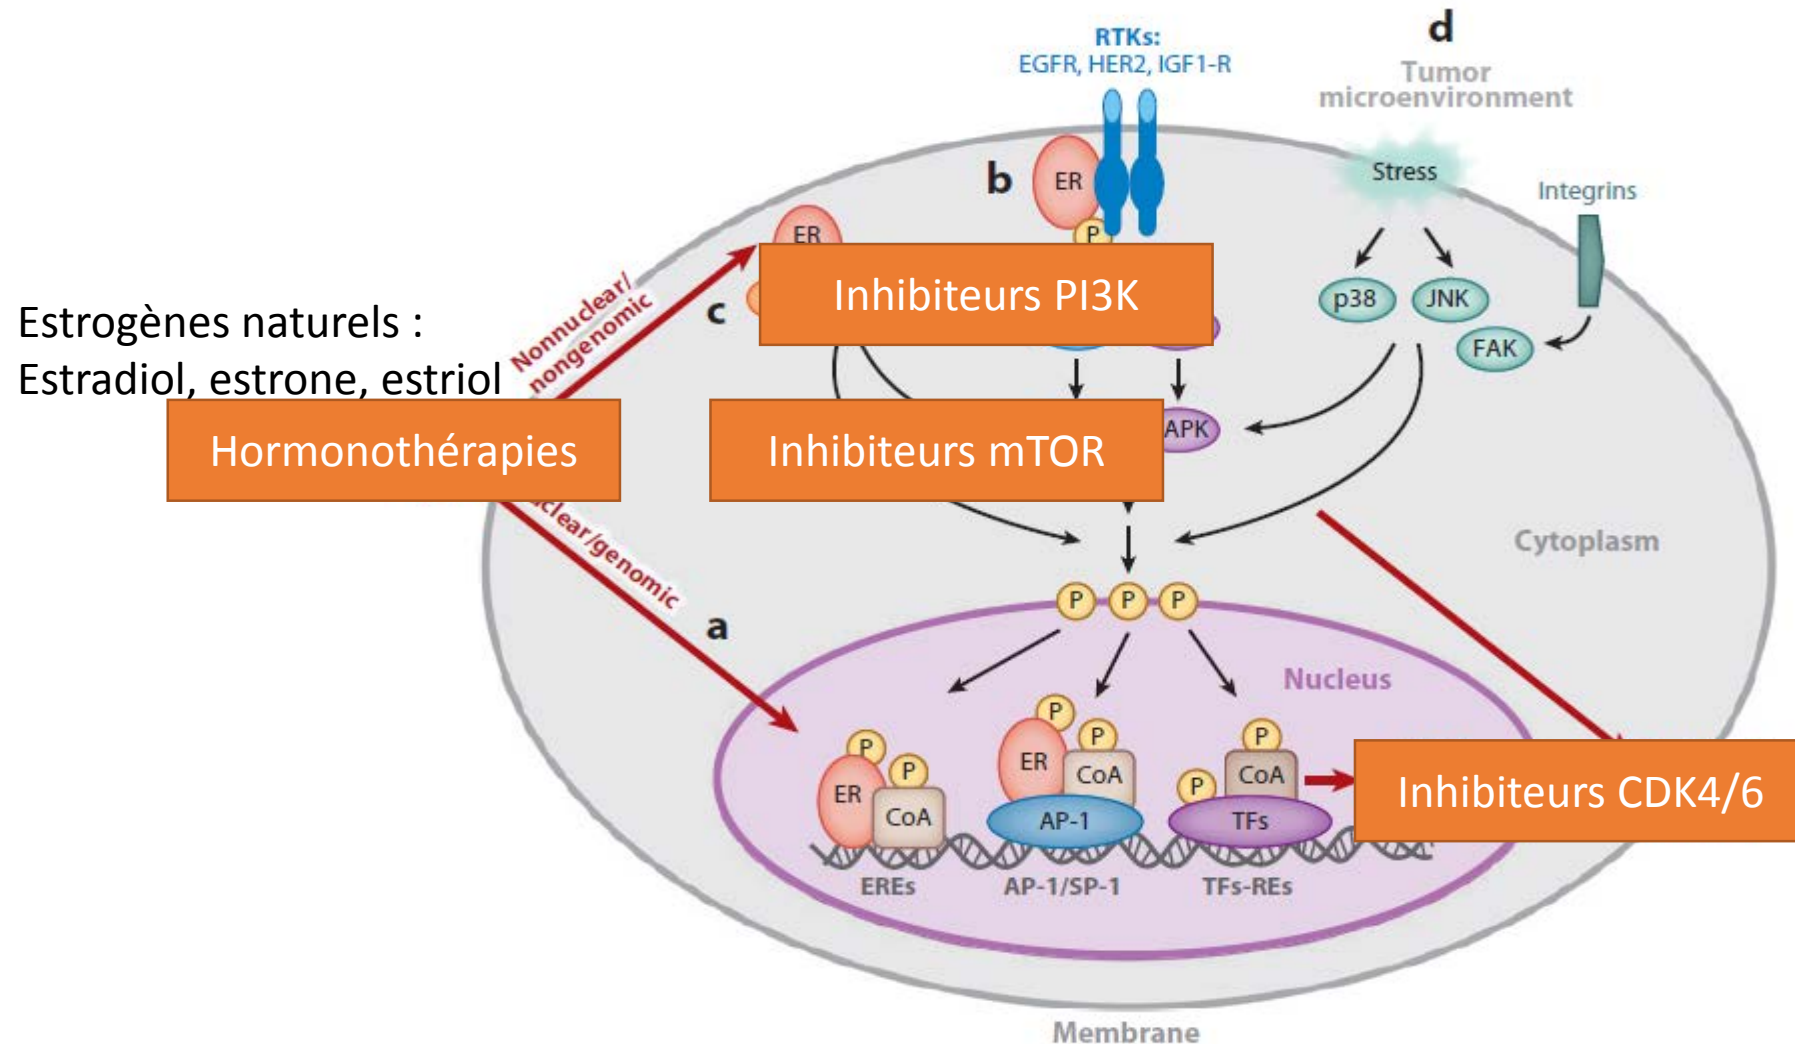 RTKs:
EGFR, HER2, IGF1-R
d
Tumor
microenvironment
Stress
Integrins
b
ER
P
ER
Nonnuclear/
nongenomic
c
Inhibiteurs PI3K
p38
JNK
FAK
Estrogènes naturels :
Estradiol, estrone, estriol
Hormonothérapies
Inhibiteurs mTOR
APK
clear/genomic
a
Cytoplasm
P
P
P
Nucleus
P
P
P
ER
CoA
P
P
ER
CoA
AP-1
P
P
CoA
TFs
Inhibiteurs CDK4/6
EREs
AP-1/SP-1
TFs-REs
Membrane